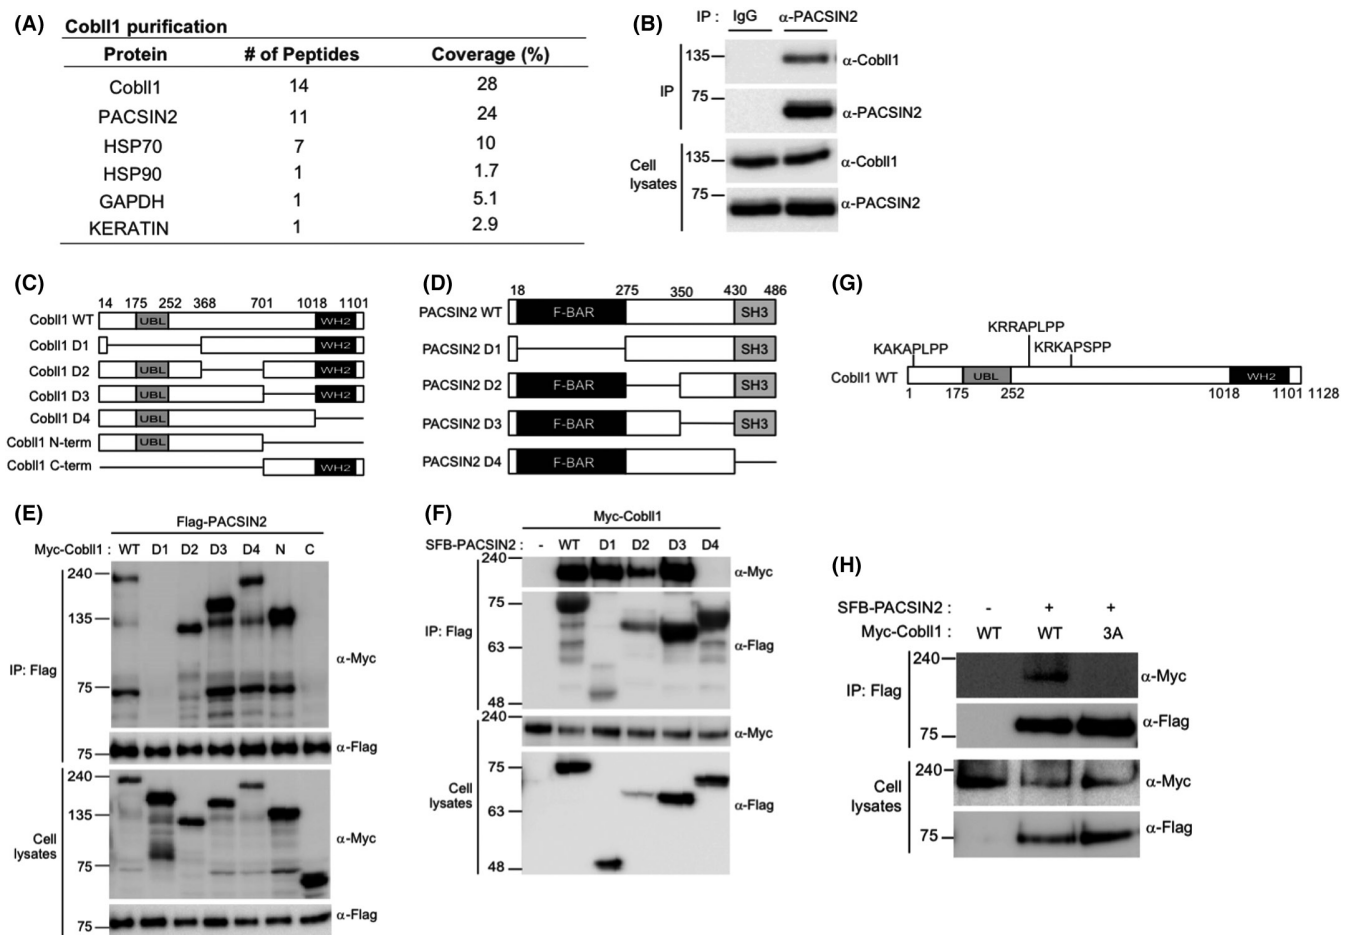 (A)
Cobll1 purification
Protein # of Peptides Coverage (%)
Cobll1 14 28
PACSIN2 11 24
HSP70 7 10
HSP90 1 1.7
GAPDH 1 5.1
KERATIN 1 2.9
(B)
IP : IgG α-PACSIN2
IP
135 α-Cobll1
75 α-PACSIN2
Cell lysates
135 α-Cobll1
75 α-PACSIN2
(C)
14 175 252 368 701 1018 1101
Cobll1 WT UBL WH2
Cobll1 D1 WH2
Cobll1 D2 UBL WH2
Cobll1 D3 UBL WH2
Cobll1 D4 UBL
Cobll1 N-term UBL
Cobll1 C-term WH2
(D)
18 275 350 430 486
PACSIN2 WT F-BAR SH3
PACSIN2 D1 SH3
PACSIN2 D2 F-BAR SH3
PACSIN2 D3 F-BAR SH3
PACSIN2 D4 F-BAR
(G)
KRRAPLPP
KAKAPLPP KRKAPSPP
Cobll1 WT UBL WH2
1 175 252 1018 1101 1128
(E)
Flag-PACSIN2
Myc-Cobll1 : WT D1 D2 D3 D4 N C
IP: Flag
240
135
α-Myc
75
75 α-Flag
Cell lysates
240
135
α-Myc
75
75 α-Flag
(F)
Myc-Cobll1
SFB-PACSIN2 : - WT D1 D2 D3 D4
IP: Flag
240
α-Myc
75
63 α-Flag
48
240
α-Myc
Cell lysates
75
α-Flag
63
48
(H)
SFB-PACSIN2 : - + +
Myc-Cobll1 : WT WT 3A
IP: Flag
240
α-Myc
75 α-Flag
Cell lysates
240 α-Myc
75 α-Flag